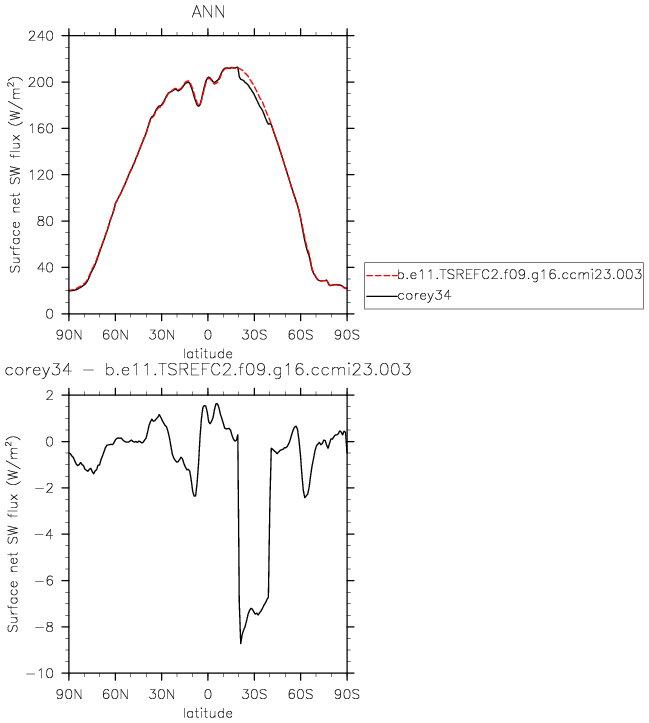 ANN
240
200
160
120
80
40
0
Surface net SW flux (W/m²)
90N 60N 30N 0 30S 60S 90S
latitude
b.e11.TSREFC2.f09.g16.ccmi23.003
corey34
corey34 − b.e11.TSREFC2.f09.g16.ccmi23.003
2
0
−2
−4
−6
−8
−10
Surface net SW flux (W/m²)
90N 60N 30N 0 30S 60S 90S
latitude